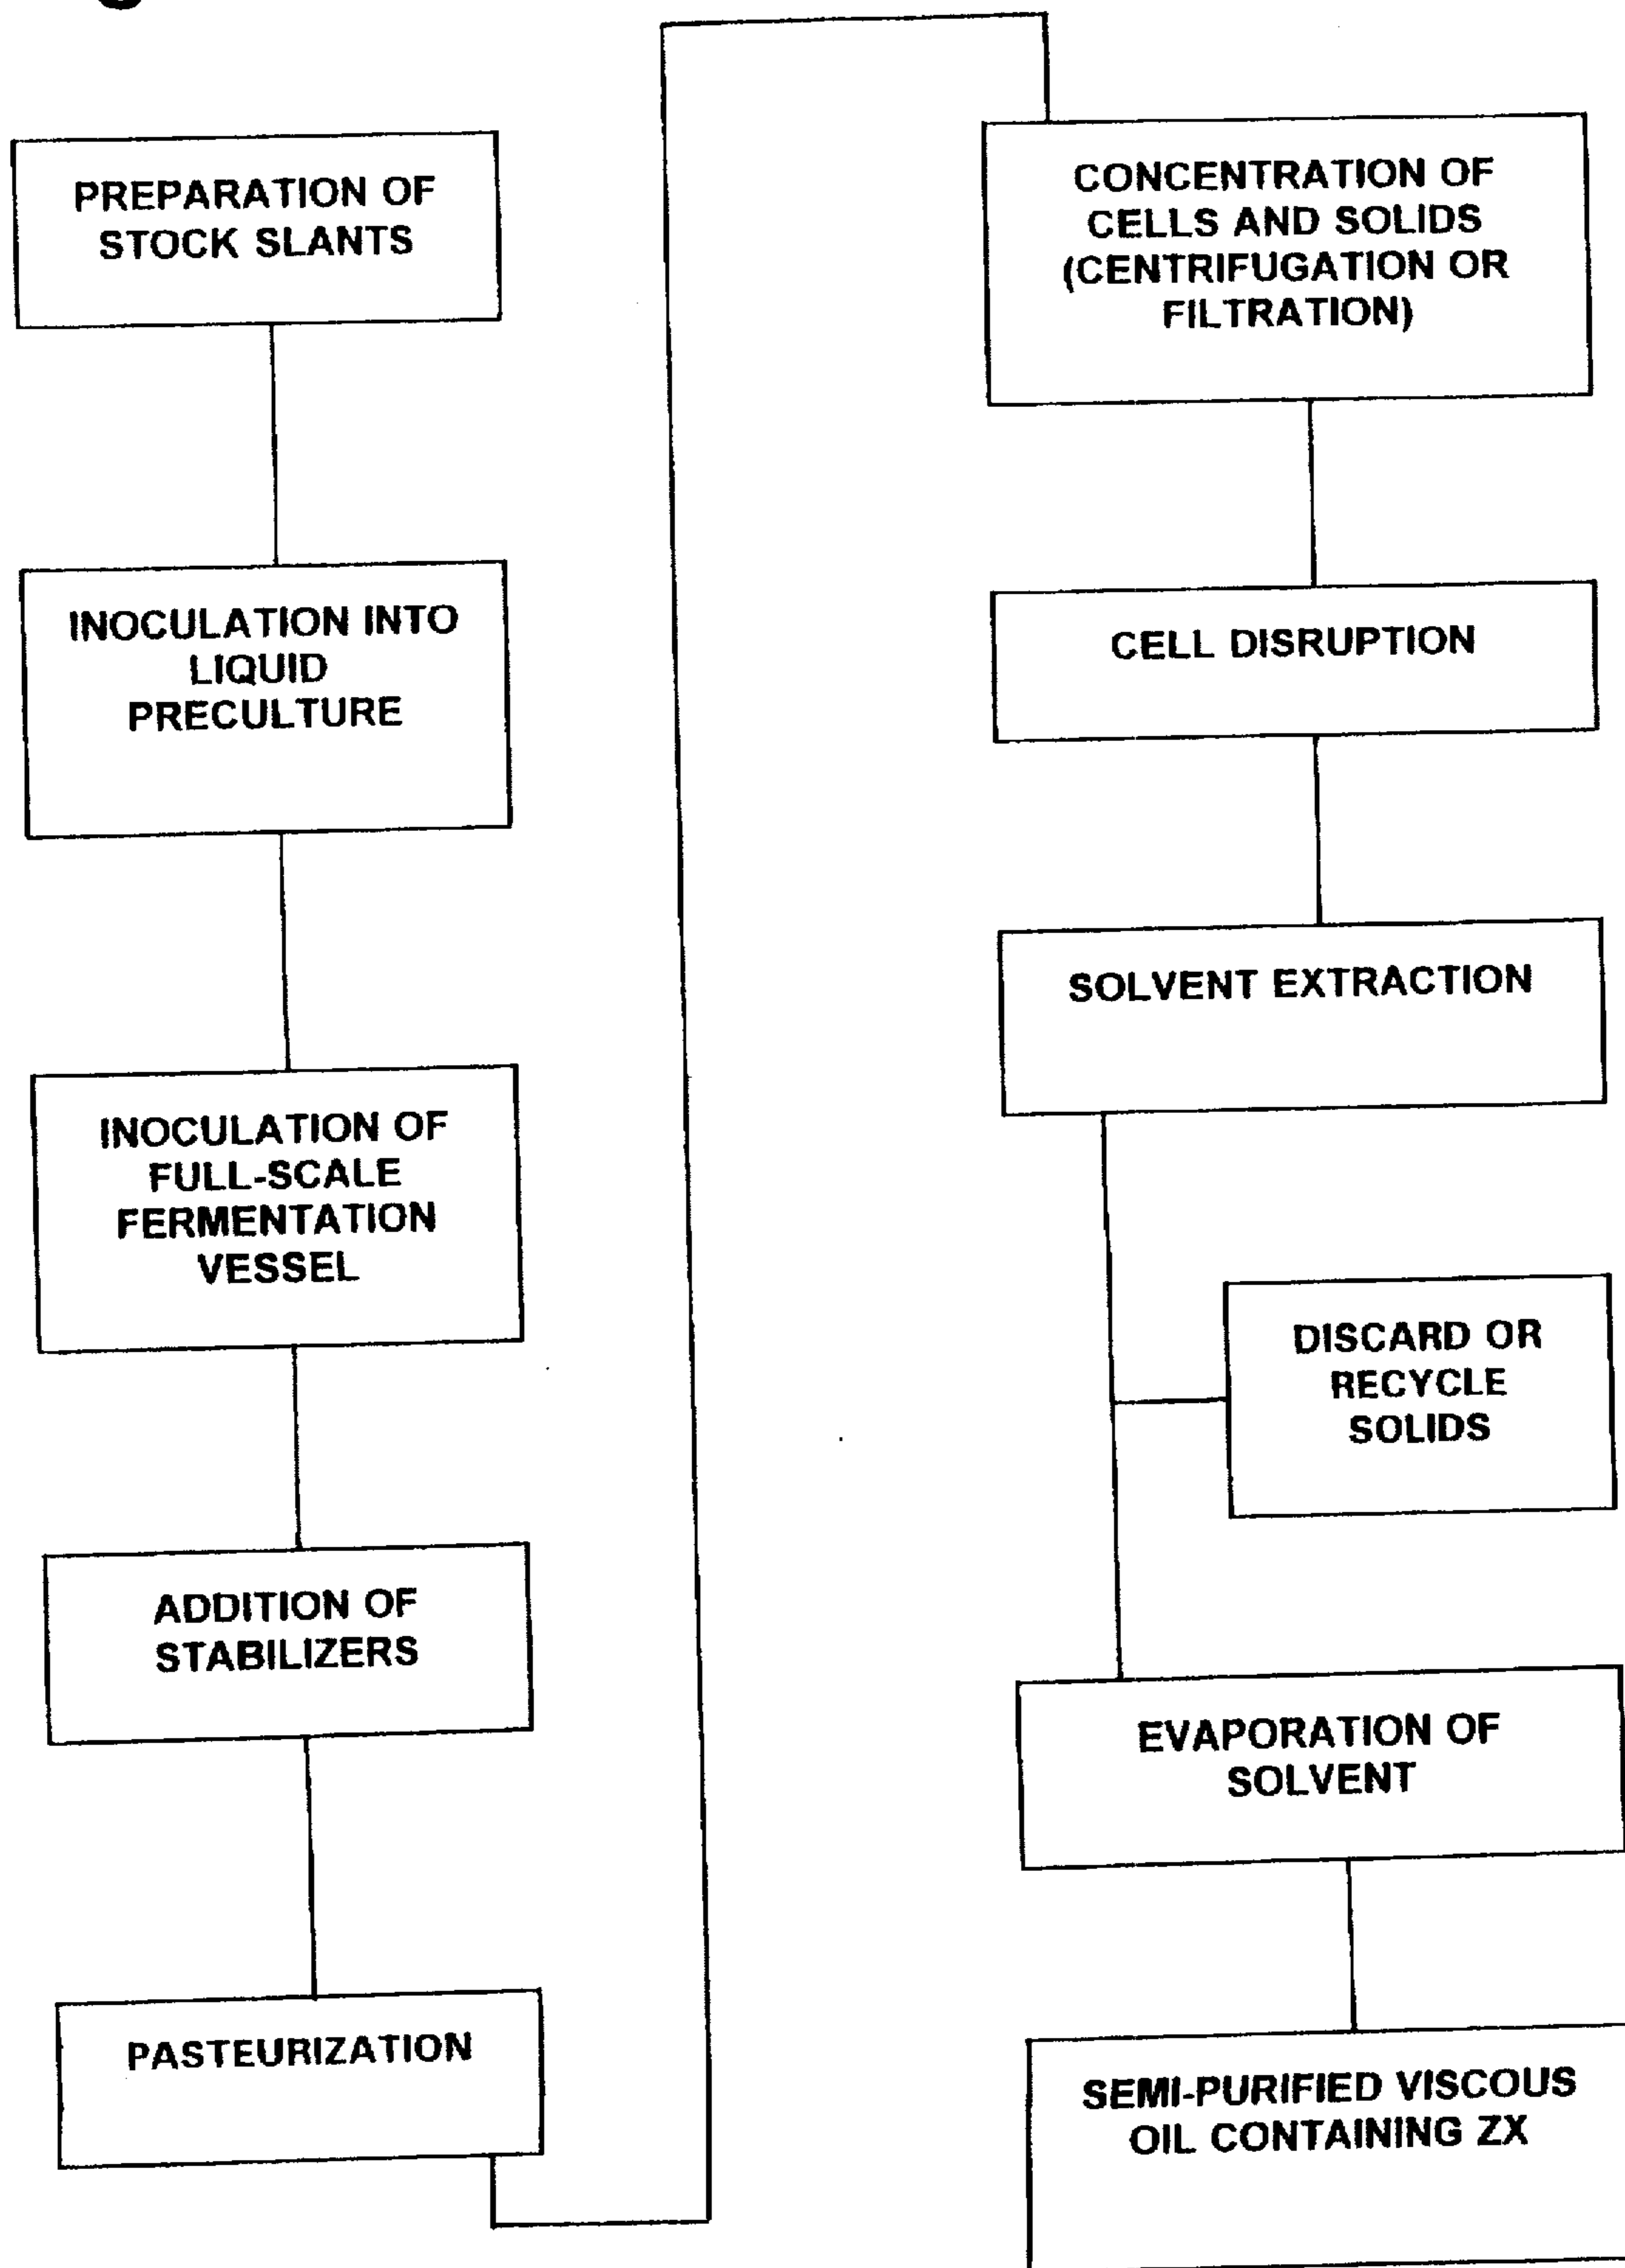 PREPARATION OF
STOCK SLANTS
INOCULATION INTO
LIQUID
PRECULTURE
INOCULATION OF
FULL-SCALE
FERMENTATION
VESSEL
ADDITION OF
STABILIZERS
PASTEURIZATION
CONCENTRATION OF
CELLS AND SOLIDS
(CENTRIFUGATION OR
FILTRATION)
CELL DISRUPTION
SOLVENT EXTRACTION
DISCARD OR
RECYCLE
SOLIDS
EVAPORATION OF
SOLVENT
SEMI-PURIFIED VISCOUS
OIL CONTAINING ZX